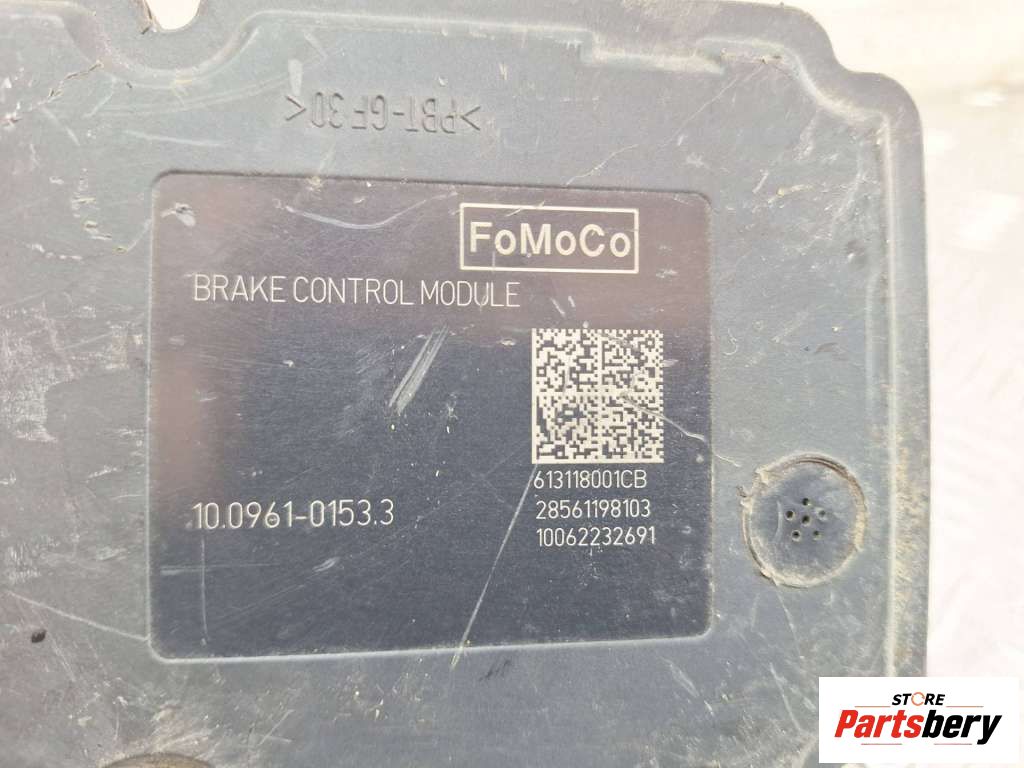 >PBT-GF30<
FoMoCo
BRAKE CONTROL MODULE
613118001CB
10.0961-0153.3
28561198103
10062232691
STORE
Partsbery